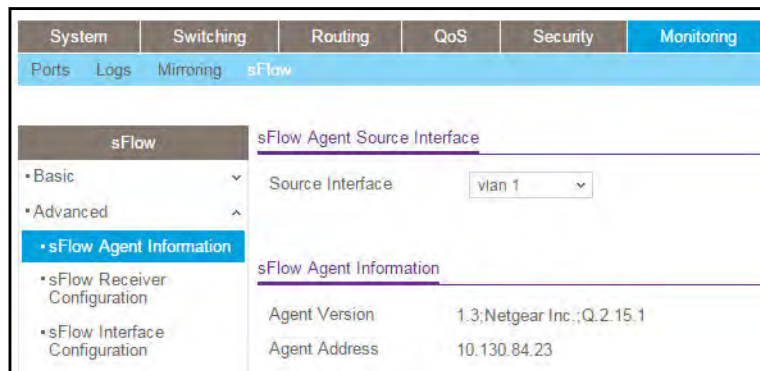 System Switching Routing QoS Security Monitoring
Ports Logs Mirroring sFlow
sFlow
Basic
Advanced
sFlow Agent Information
sFlow Receiver
Configuration
sFlow Interface
Configuration
sFlow Agent Source Interface
Source Interface vlan 1
sFlow Agent Information
Agent Version 1.3;Netgear Inc.;Q.2.15.1
Agent Address 10.130.84.23